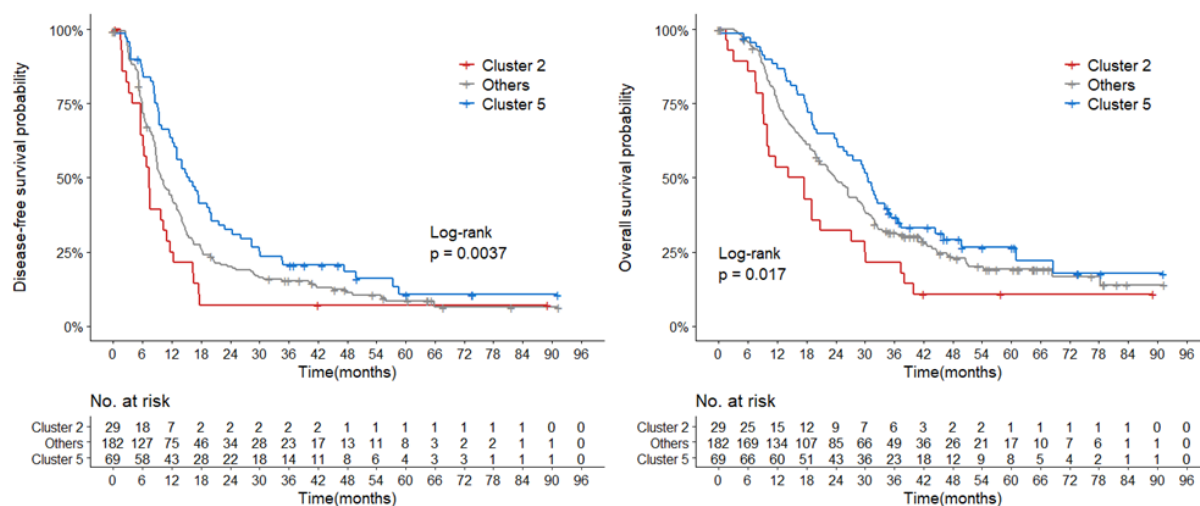 Disease-free survival probability
100%
75%
50%
25%
0%
Cluster 2
Others
Cluster 5
Log-rank
p = 0.0037
0 6 12 18 24 30 36 42 48 54 60 66 72 78 84 90 96
Time(months)
No. at risk
Cluster 2 29 18 7 2 2 2 2 2 1 1 1 1 1 1 1 0 0
Others 182 127 75 46 34 28 23 17 13 11 8 3 2 2 1 1 0
Cluster 5 69 58 43 28 22 18 14 11 8 6 4 3 3 1 1 1 0
0 6 12 18 24 30 36 42 48 54 60 66 72 78 84 90 96
Time(months)
Overall survival probability
100%
75%
50%
25%
0%
Cluster 2
Others
Cluster 5
Log-rank
p = 0.017
0 6 12 18 24 30 36 42 48 54 60 66 72 78 84 90 96
Time(months)
No. at risk
Cluster 2 29 25 15 12 9 7 6 3 2 2 1 1 1 1 1 0 0
Others 182 169 134 107 85 66 49 36 26 21 17 10 7 6 1 1 0
Cluster 5 69 66 60 51 43 36 23 18 12 9 8 5 4 2 1 1 0
0 6 12 18 24 30 36 42 48 54 60 66 72 78 84 90 96
Time(months)